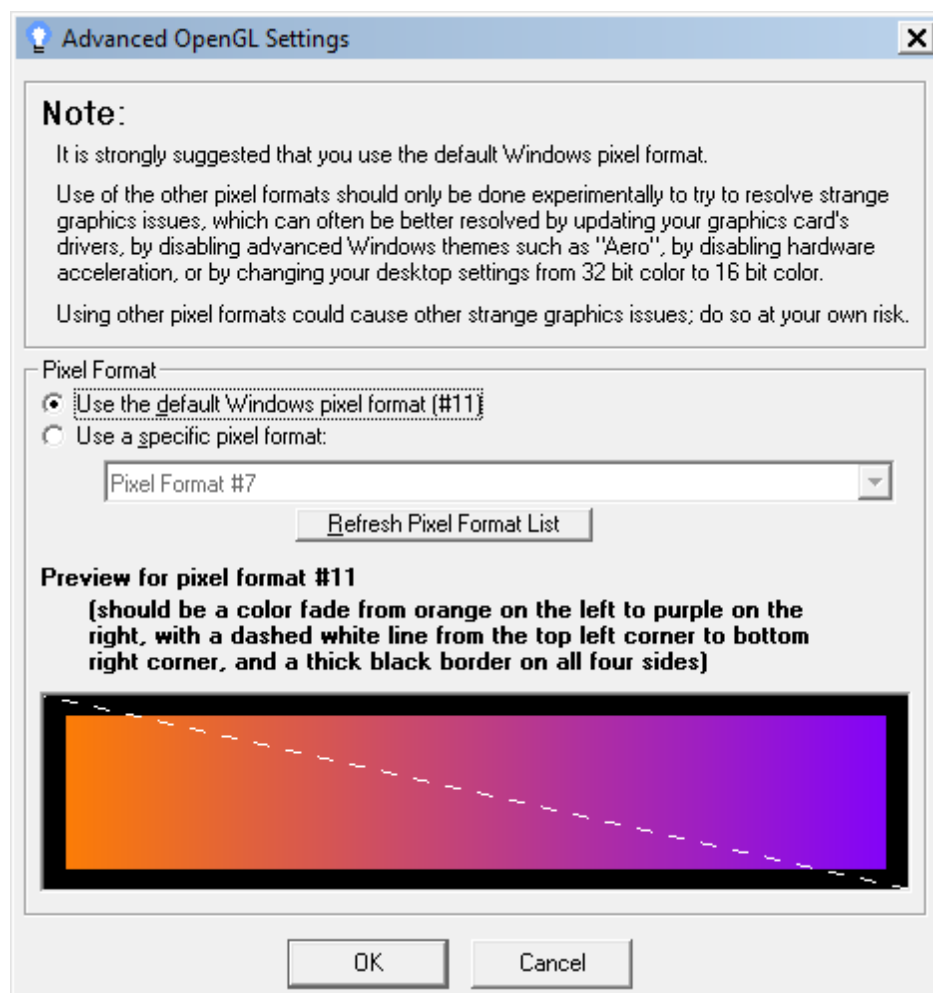 Advanced OpenGL Settings
Note:
It is strongly suggested that you use the default Windows pixel format.
Use of the other pixel formats should only be done experimentally to try to resolve strange
graphics issues, which can often be better resolved by updating your graphics card's
drivers, by disabling advanced Windows themes such as "Aero", by disabling hardware
acceleration, or by changing your desktop settings from 32 bit color to 16 bit color.
Using other pixel formats could cause other strange graphics issues; do so at your own risk.
Pixel Format
Use the default Windows pixel format (#11)
Use a specific pixel format:
Pixel Format #7
Refresh Pixel Format List
Preview for pixel format #11
(should be a color fade from orange on the left to purple on the
right, with a dashed white line from the top left corner to bottom
right corner, and a thick black border on all four sides)
OK
Cancel